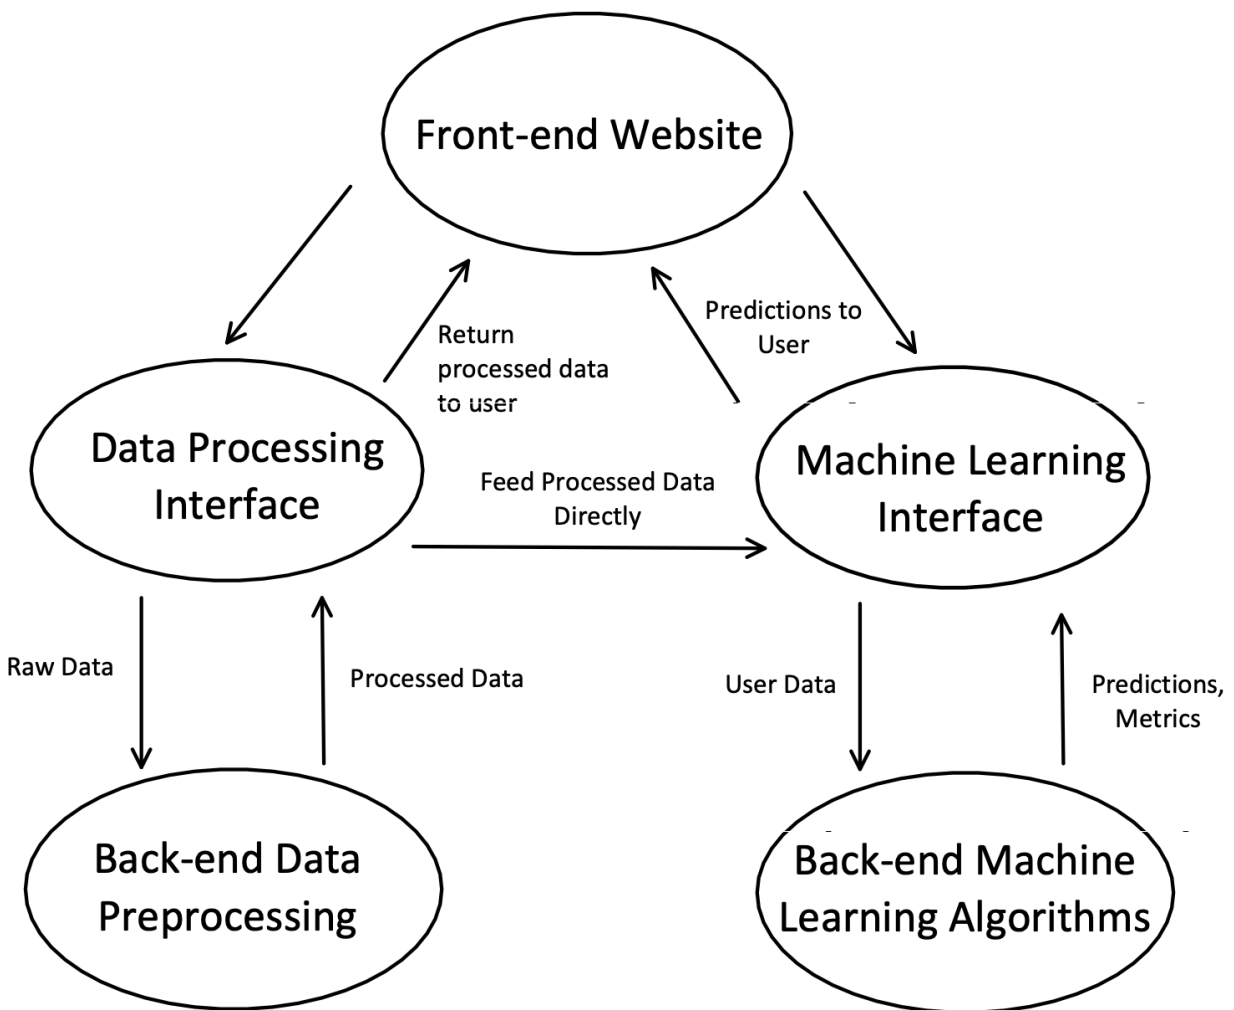 Front-end Website
Predictions to
User
Return
processed data
to user
Data Processing
Interface
Feed Processed Data
Directly
Machine Learning
Interface
Raw Data
Processed Data
User Data
Predictions,
Metrics
Back-end Data
Preprocessing
Back-end Machine
Learning Algorithms